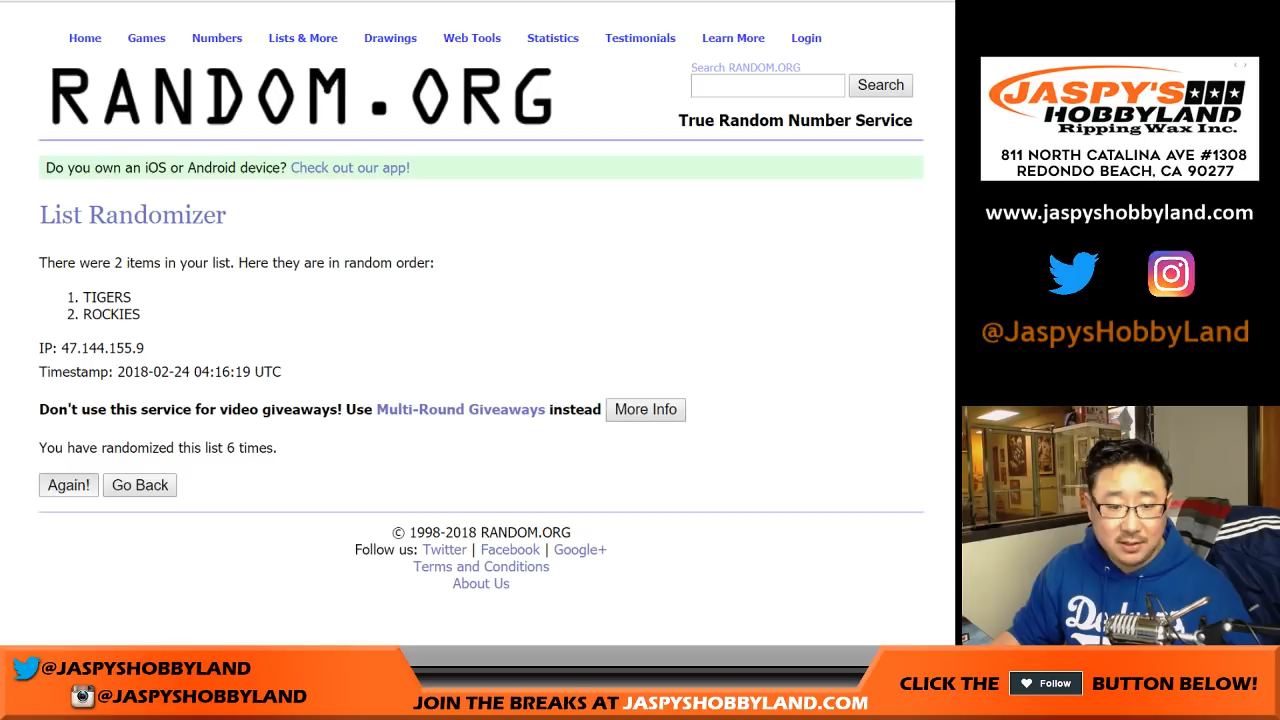 Home Games Numbers Lists & More Drawings Web Tools Statistics Testimonials Learn More Login
RANDOM.ORG
Search RANDOM.ORG
Search
True Random Number Service
Do you own an iOS or Android device? Check out our app!
List Randomizer
There were 2 items in your list. Here they are in random order:
1. TIGERS
2. ROCKIES
IP: 47.144.155.9
Timestamp: 2018-02-24 04:16:19 UTC
Don't use this service for video giveaways! Use Multi-Round Giveaways instead More Info
You have randomized this list 6 times.
Again! Go Back
© 1998-2018 RANDOM.ORG
Follow us: Twitter | Facebook | Google+
Terms and Conditions
About Us
JASPY'S
HOBBYLAND
Ripping Wax Inc.
811 NORTH CATALINA AVE #1308
REDONDO BEACH, CA 90277
www.jaspyshobbyland.com
@JaspysHobbyLand
Dodgers
@JASPYSHOBBYLAND
@JASPYSHOBBYLAND
JOIN THE BREAKS AT JASPYSHOBBYLAND.COM
CLICK THE Follow BUTTON BELOW!